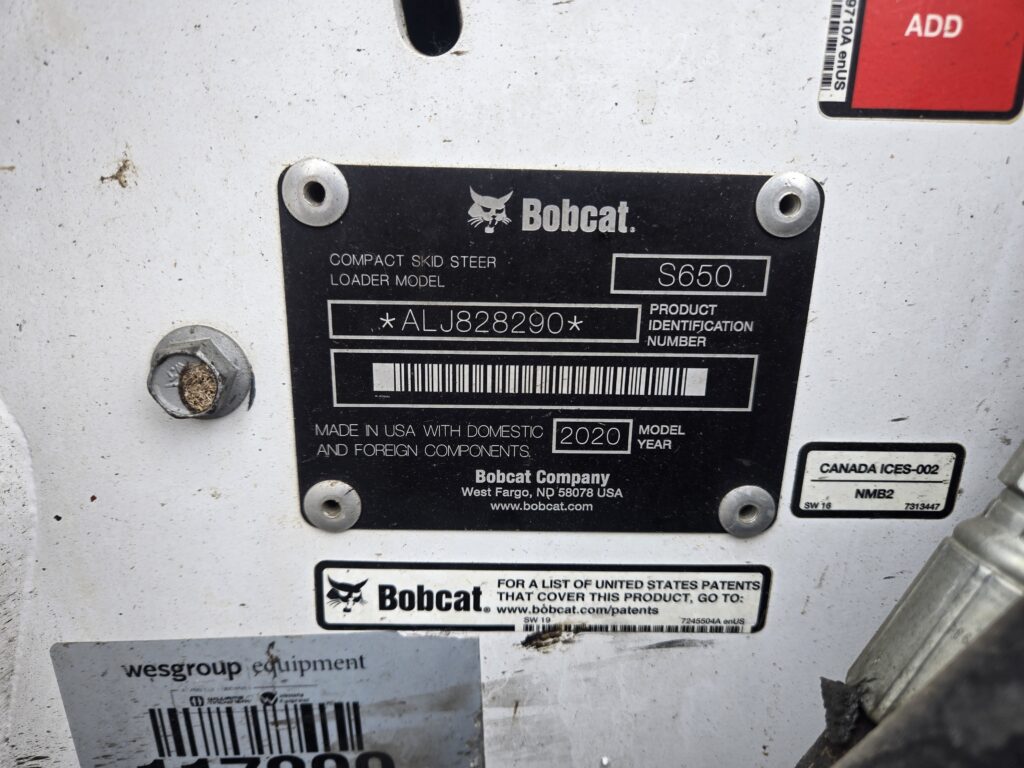 9710A enUS
ADD
Bobcat.
COMPACT SKID STEER
LOADER MODEL
S650
*ALJ828290*
PRODUCT
IDENTIFICATION
NUMBER
MADE IN USA WITH DOMESTIC
AND FOREIGN COMPONENTS.
2020
MODEL
YEAR
Bobcat Company
West Fargo, ND 58078 USA
www.bobcat.com
CANADA ICES-002
NMB2
SW 16
7313447
Bobcat.
FOR A LIST OF UNITED STATES PATENTS
THAT COVER THIS PRODUCT, GO TO:
www.bobcat.com/patents
SW 19
7245504A enUS
wesgroup equipment